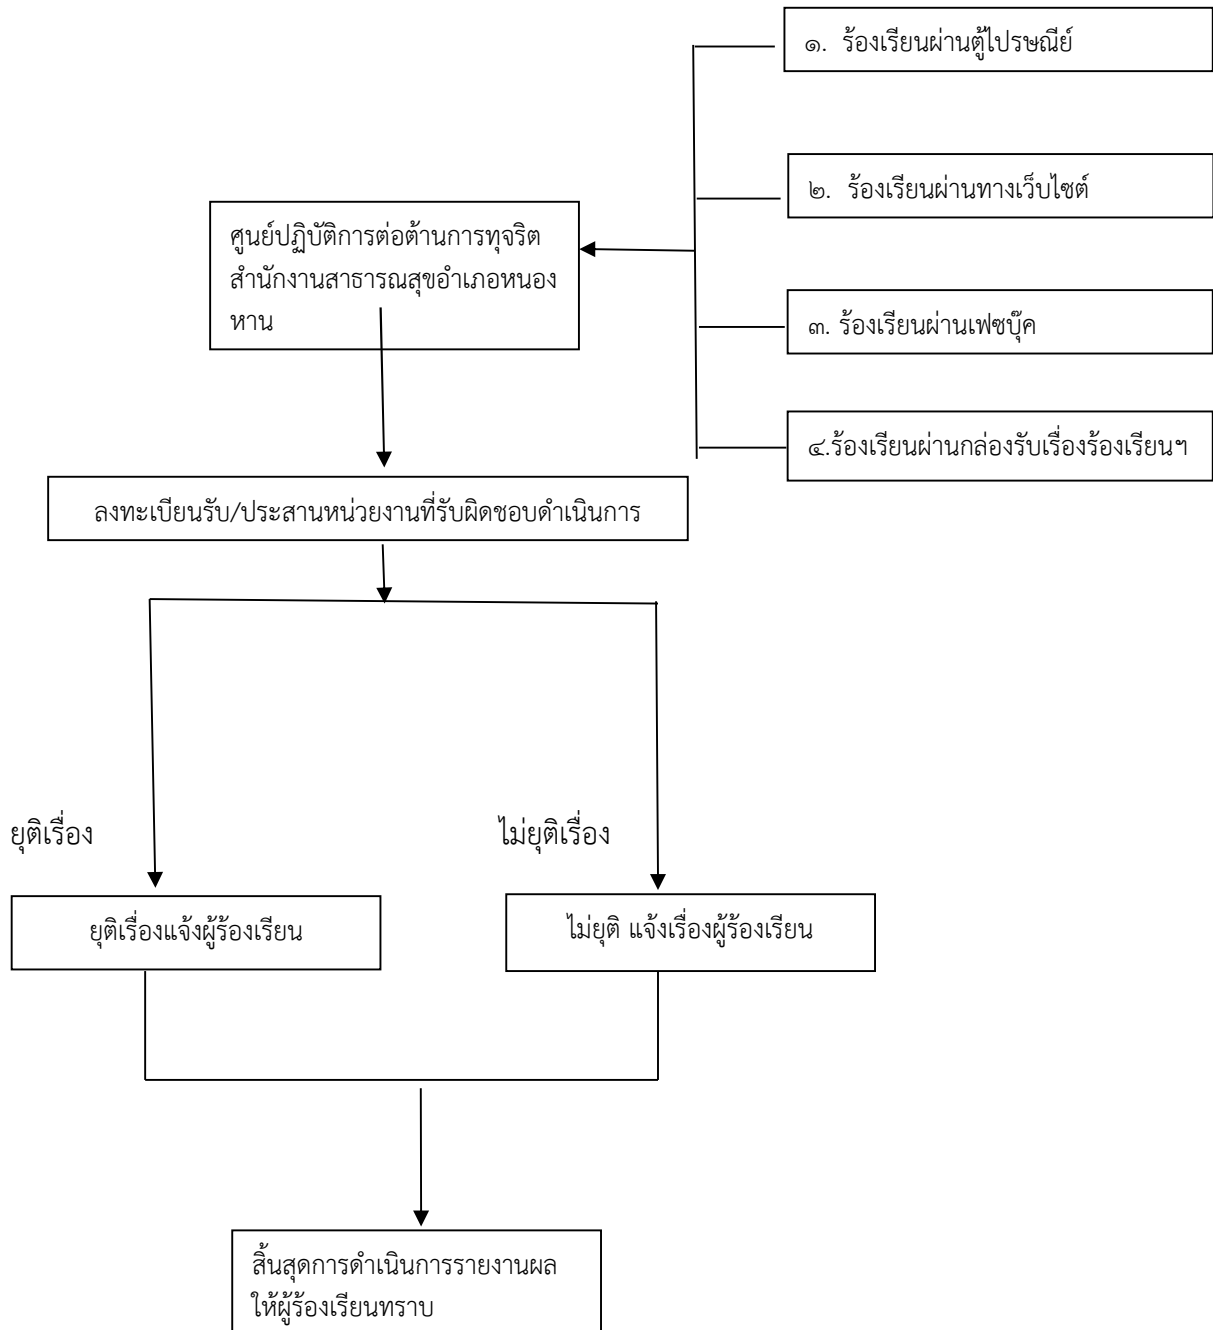 ๑.  ร้องเรียนผ่านตู้ไปรษณีย์
๒.  ร้องเรียนผ่านทางเว็บไซต์
ศูนย์ปฏิบัติการต่อต้านการทุจริต
สำนักงานสาธารณสุขอำเภอหนอง
หาน
๓. ร้องเรียนผ่านเฟซบุ๊ค
๔.ร้องเรียนผ่านกล่องรับเรื่องร้องเรียนฯ
ลงทะเบียนรับ/ประสานหน่วยงานที่รับผิดชอบดำเนินการ
ยุติเรื่อง
ไม่ยุติเรื่อง
ยุติเรื่องแจ้งผู้ร้องเรียน
ไม่ยุติ แจ้งเรื่องผู้ร้องเรียน
สิ้นสุดการดำเนินการรายงานผล
ให้ผู้ร้องเรียนทราบ